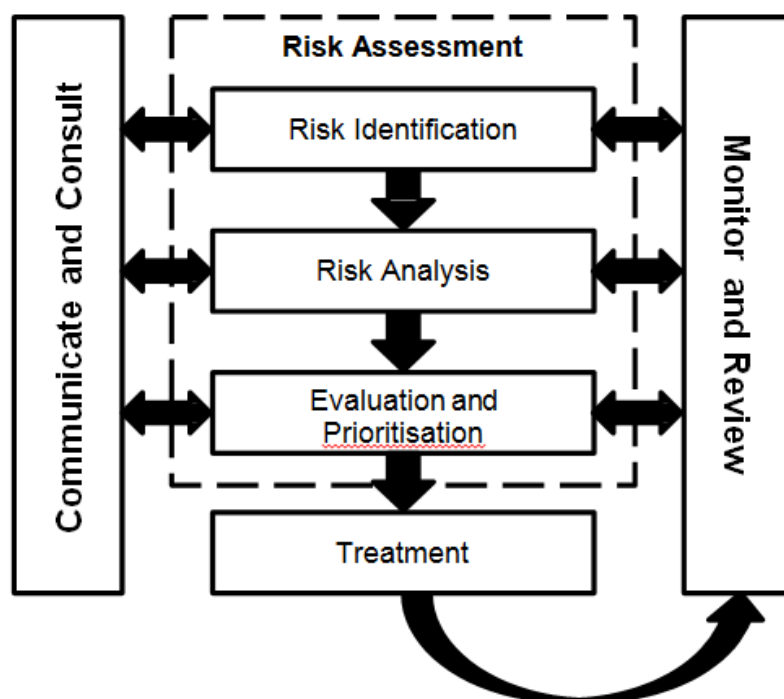 Communicate and Consult
Risk Assessment
Risk Identification
Risk Analysis
Evaluation and
Prioritisation
Treatment
Monitor and Review